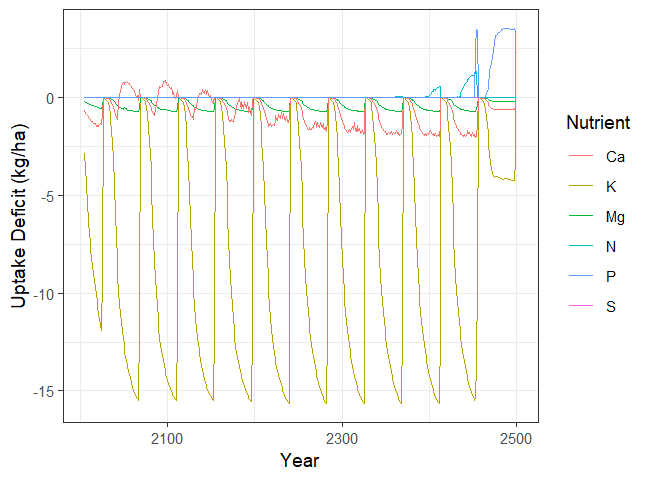 Uptake Deficit (kg/ha)
0
-5
-10
-15
2100
2300
2500
Year
Nutrient
Ca
K
Mg
N
P
S